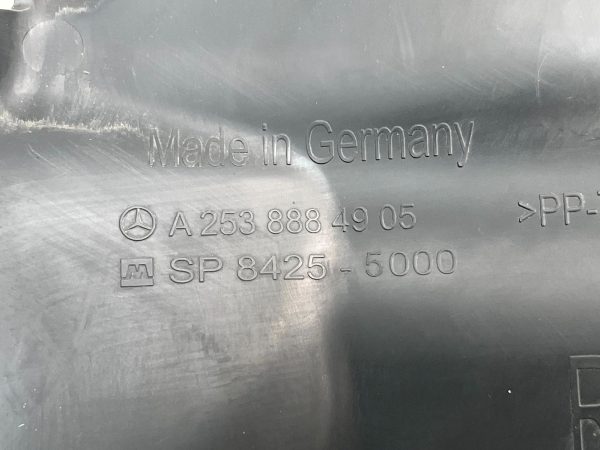 Made in Germany
A 253 888 49 05
>PP-
SP 8425 - 5000